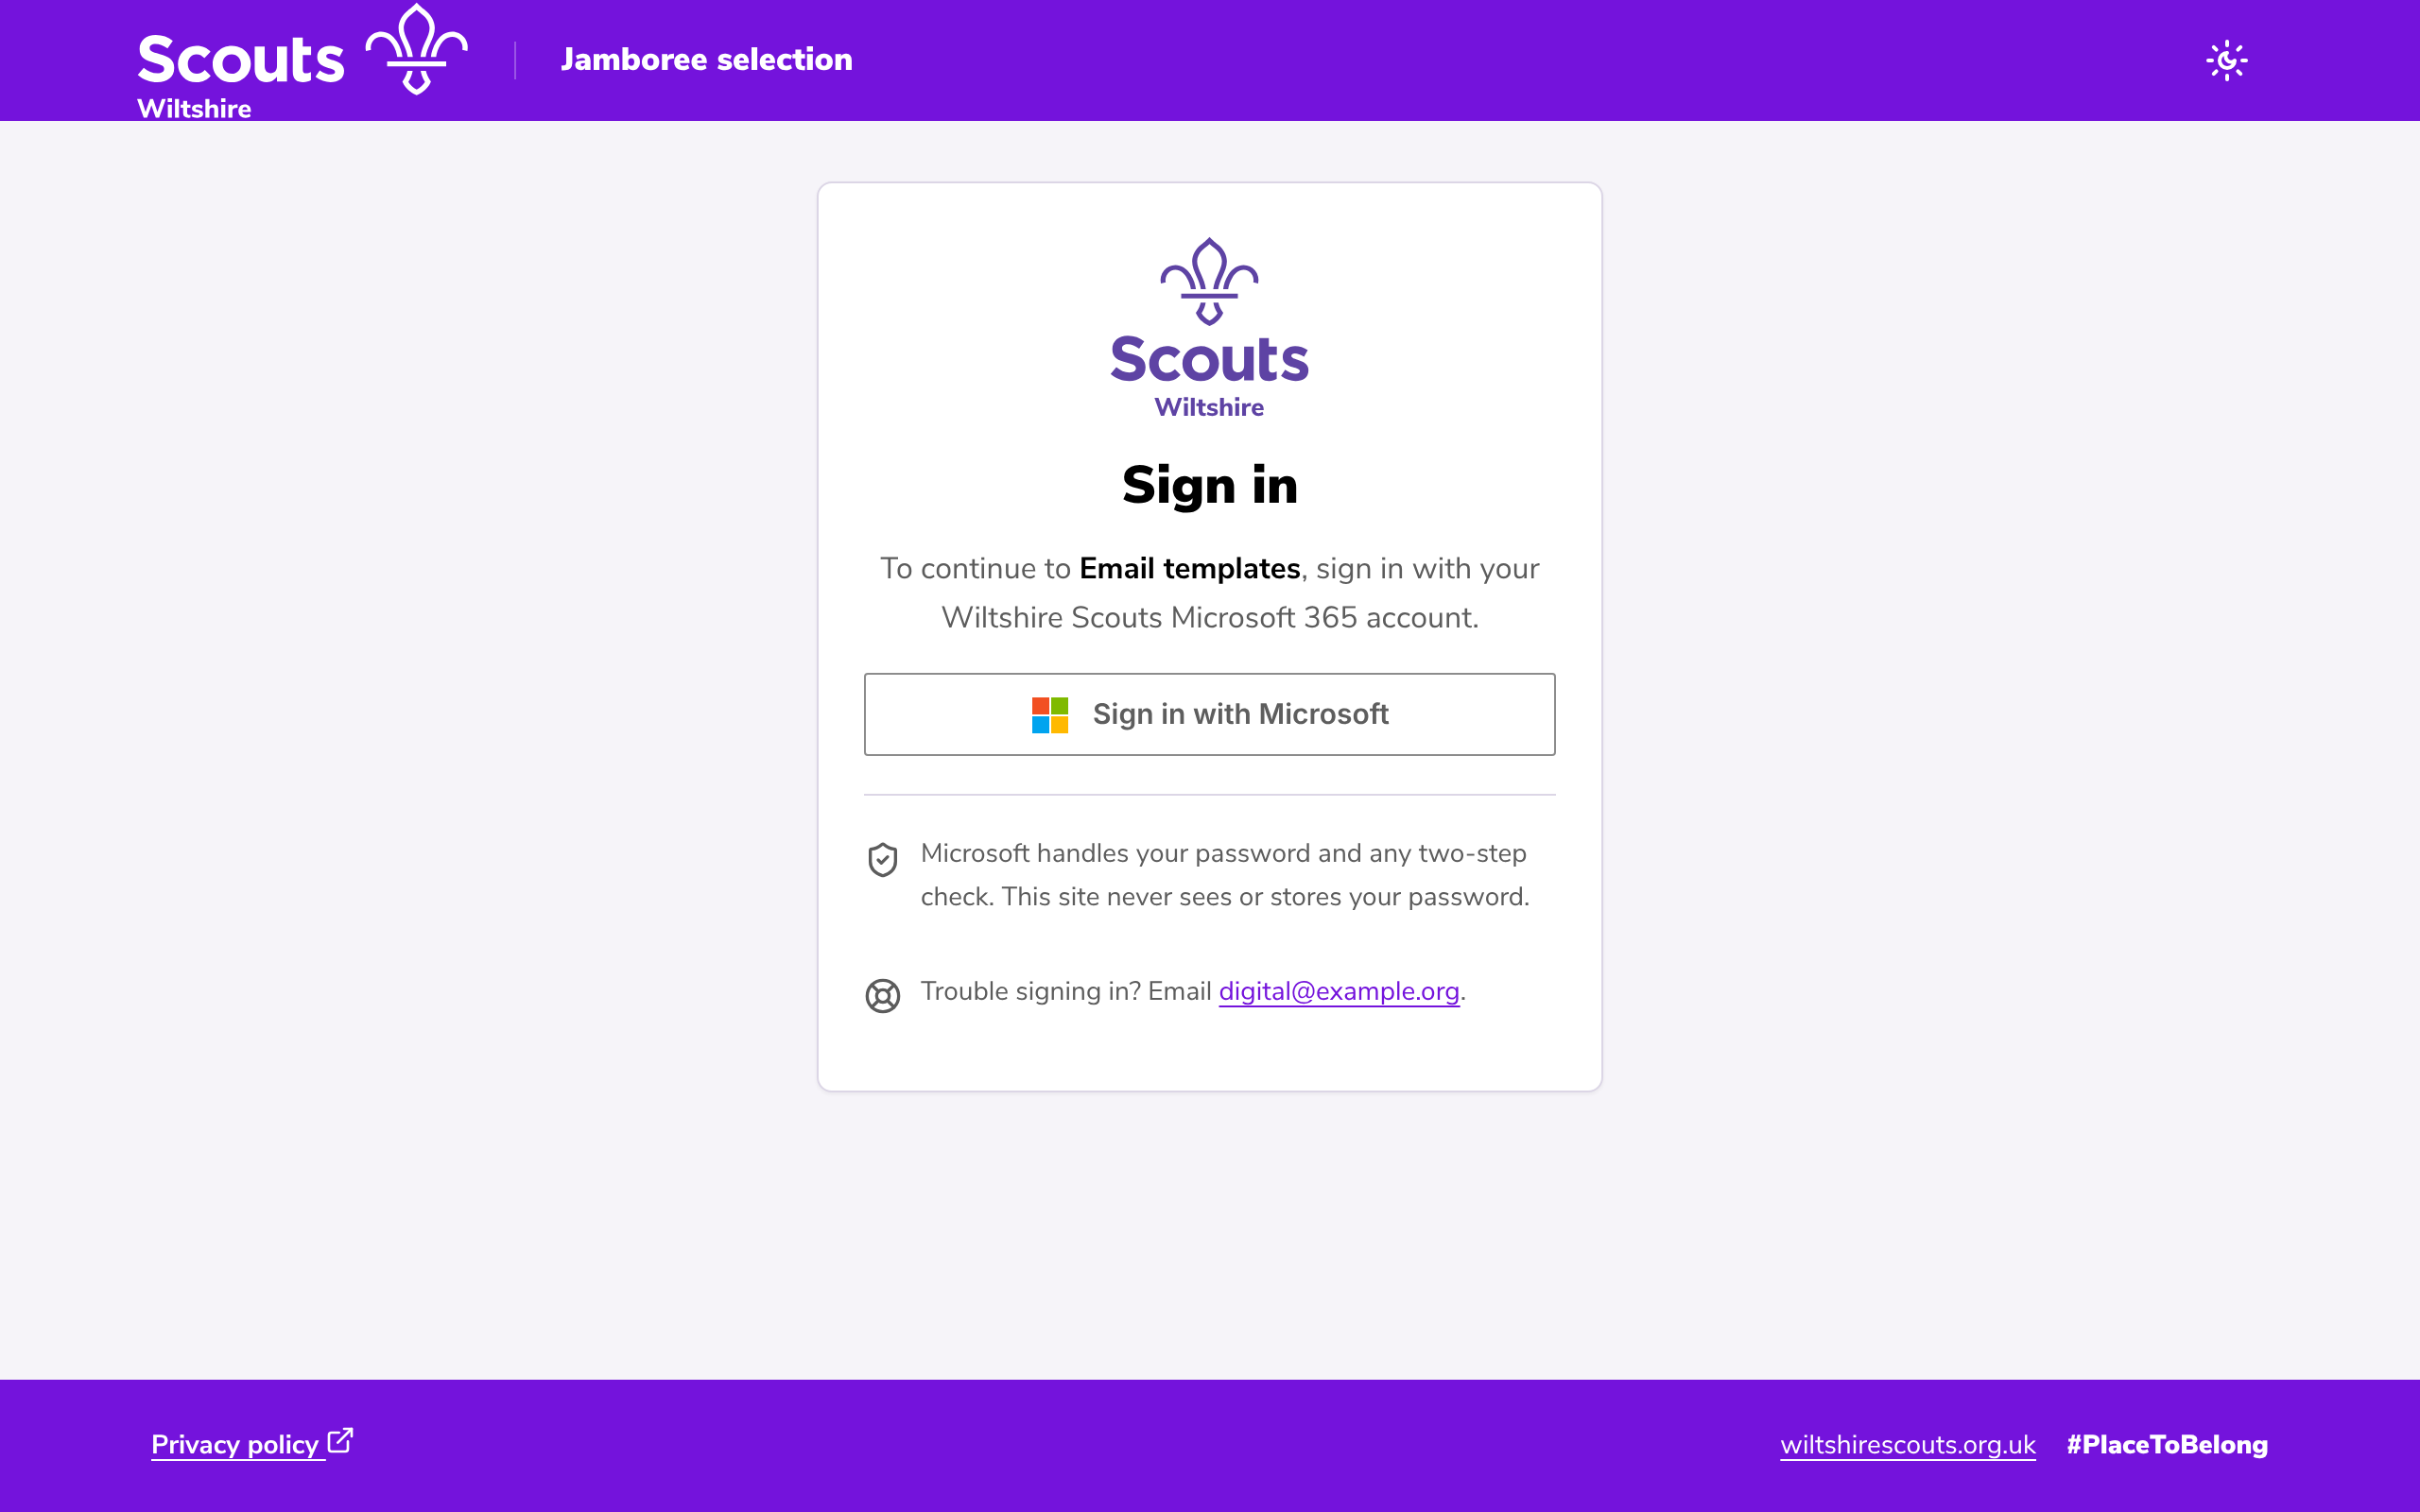 Scouts
Wiltshire
Jamboree selection
Scouts
Wiltshire
Sign in
To continue to Email templates, sign in with your
Wiltshire Scouts Microsoft 365 account.
Sign in with Microsoft
Microsoft handles your password and any two-step
check. This site never sees or stores your password.
Trouble signing in? Email digital@example.org.
Privacy policy
wiltshirescouts.org.uk #PlaceToBelong